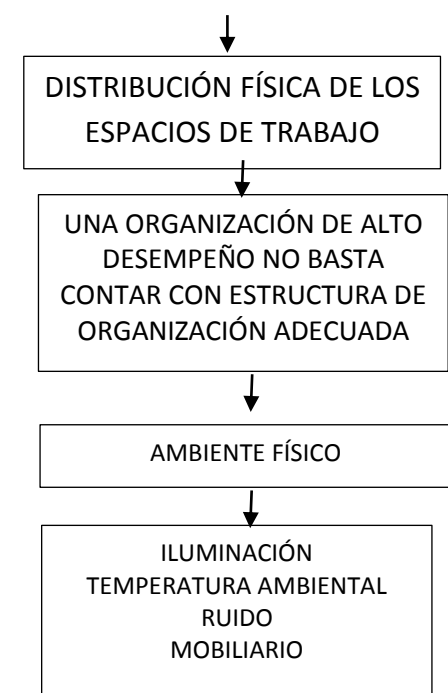 DISTRIBUCIÓN FÍSICA DE LOS
ESPACIOS DE TRABAJO
UNA ORGANIZACIÓN DE ALTO
DESEMPEÑO NO BASTA
CONTAR CON ESTRUCTURA DE
ORGANIZACIÓN ADECUADA
AMBIENTE FÍSICO
ILUMINACIÓN
TEMPERATURA AMBIENTAL
RUIDO
MOBILIARIO